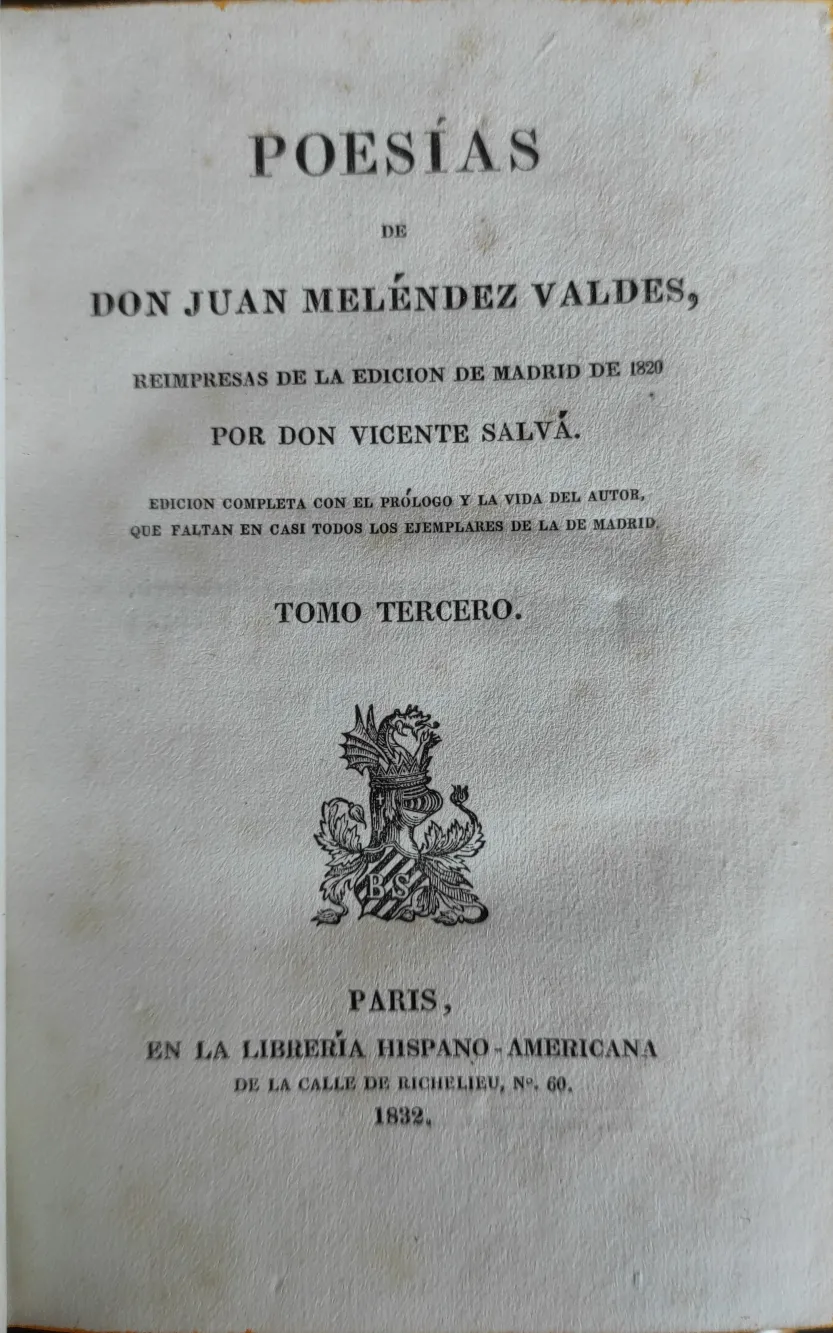 POESÍAS
DE
DON JUAN MELÉNDEZ VALDES,
REIMPRESAS DE LA EDICION DE MADRID DE 1820
POR DON VICENTE SALVÁ.
EDICION COMPLETA CON EL PRÓLOGO Y LA VIDA DEL AUTOR,
QUE FALTAN EN CASI TODOS LOS EJEMPLARES DE LA DE MADRID.
TOMO TERCERO.
BS
PARIS,
EN LA LIBRERÍA HISPANO-AMERICANA
DE LA CALLE DE RICHELIEU, Nº. 60.
1832.